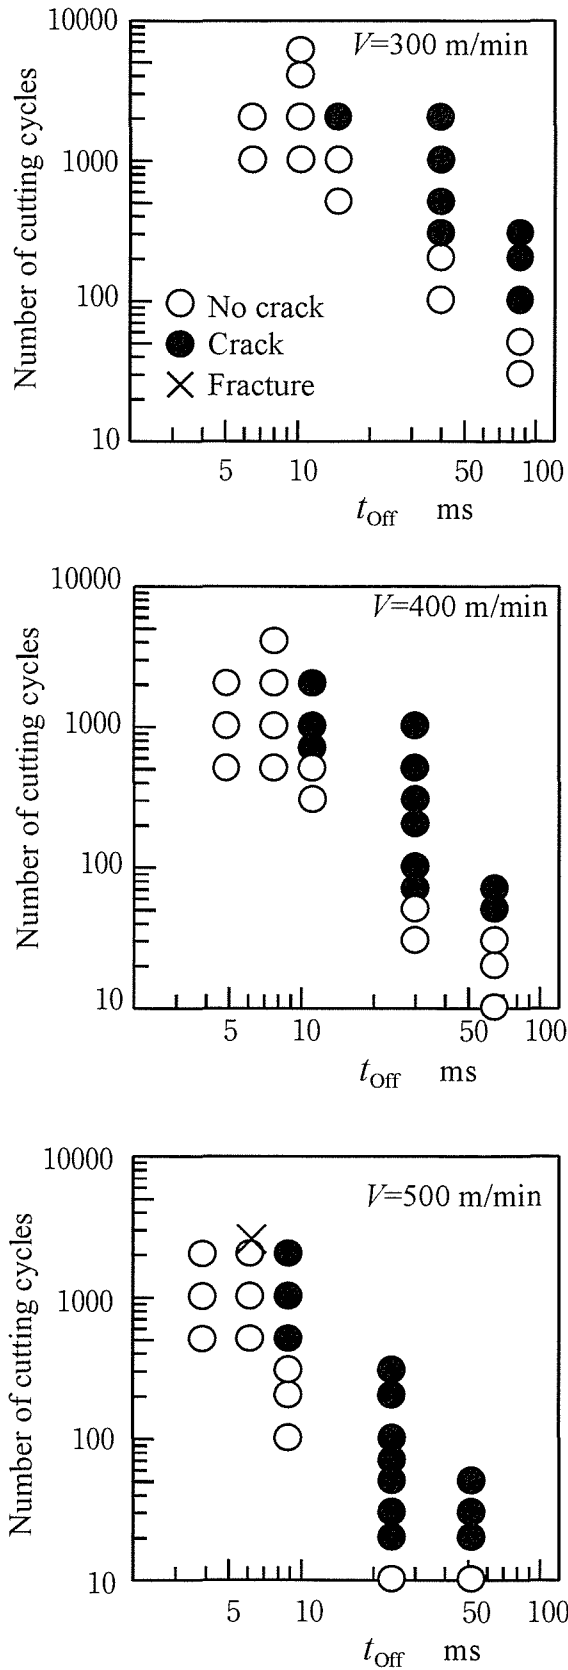 V=300 m/min
Number of cutting cycles
10000
1000
100
10
No crack
Crack
Fracture
5 10 50 100
tOff ms
V=400 m/min
Number of cutting cycles
10000
1000
100
10
5 10 50 100
tOff ms
V=500 m/min
Number of cutting cycles
10000
1000
100
10
5 10 50 100
tOff ms